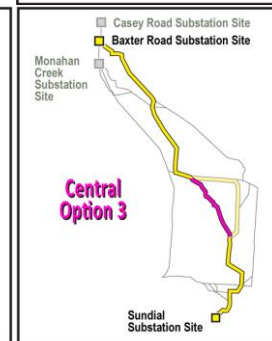 Casey Road Substation Site
Baxter Road Substation Site
Monahan
Creek
Substation
Site
Central
Option 3
Sundial
Substation Site